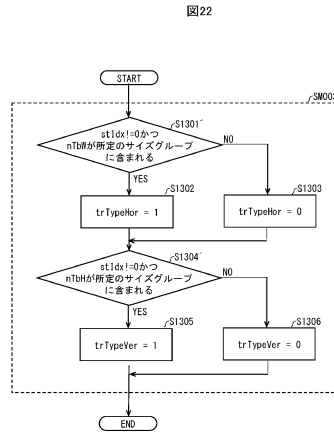 図22
START
SM003
S1301´
stIdx!=0かつ
nTbWが所定のサイズグループ
に含まれる
NO
YES
S1302
trTypeHor = 1
S1303
trTypeHor = 0
S1304´
stIdx!=0かつ
nTbHが所定のサイズグループ
に含まれる
NO
YES
S1305
trTypeVer = 1
S1306
trTypeVer = 0
END